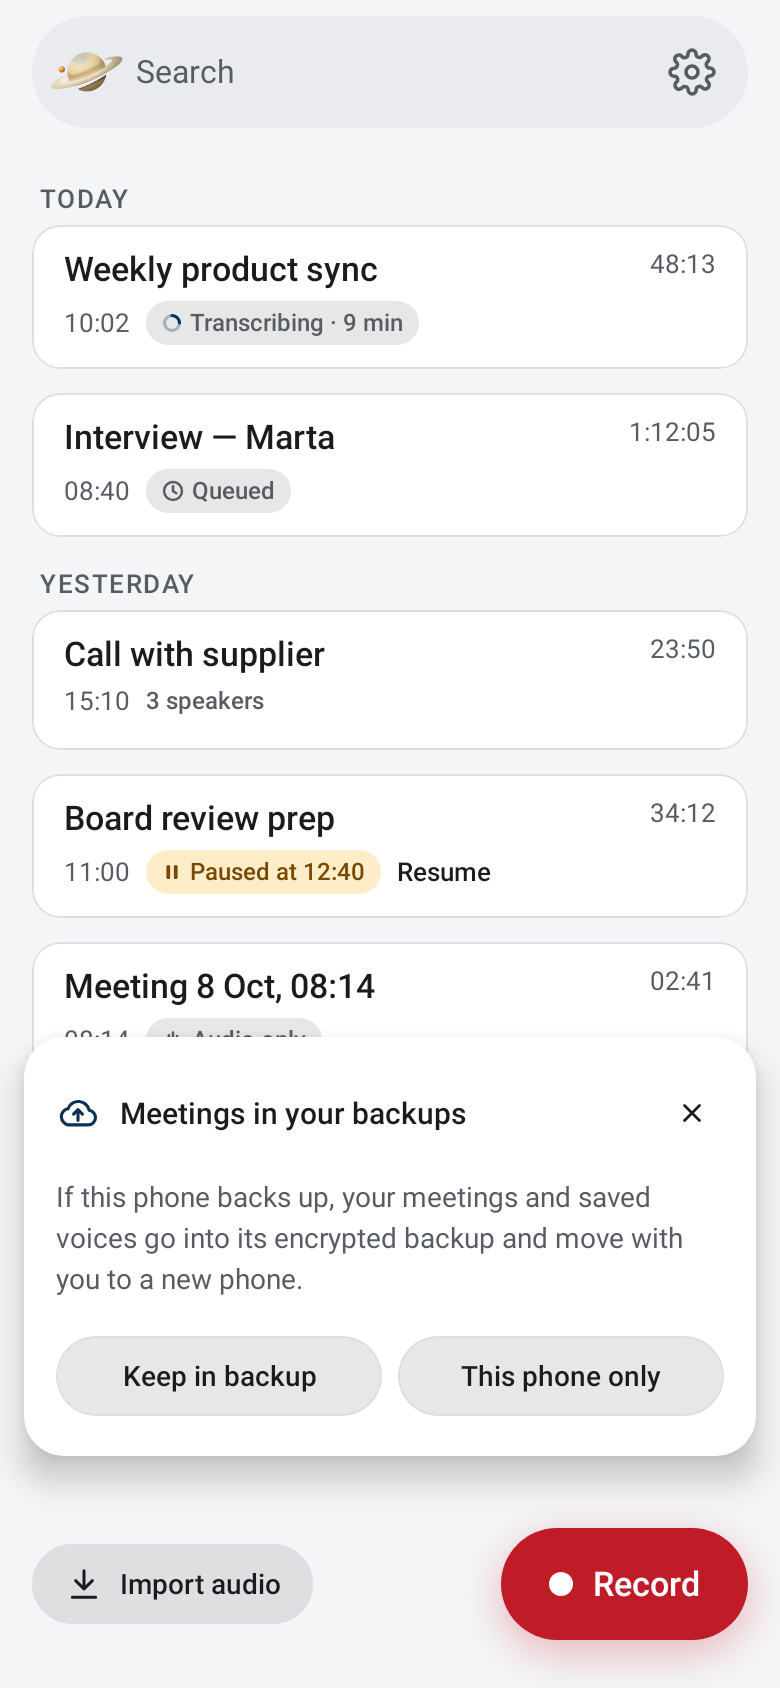 Search
TODAY
Weekly product sync
48:13
10:02 Transcribing · 9 min
Interview — Marta
1:12:05
08:40 Queued
YESTERDAY
Call with supplier
23:50
15:10 3 speakers
Board review prep
34:12
11:00 Paused at 12:40 Resume
Meeting 8 Oct, 08:14
02:41
08:14 Audio only
Meetings in your backups
If this phone backs up, your meetings and saved
voices go into its encrypted backup and move with
you to a new phone.
Keep in backup
This phone only
Import audio
Record